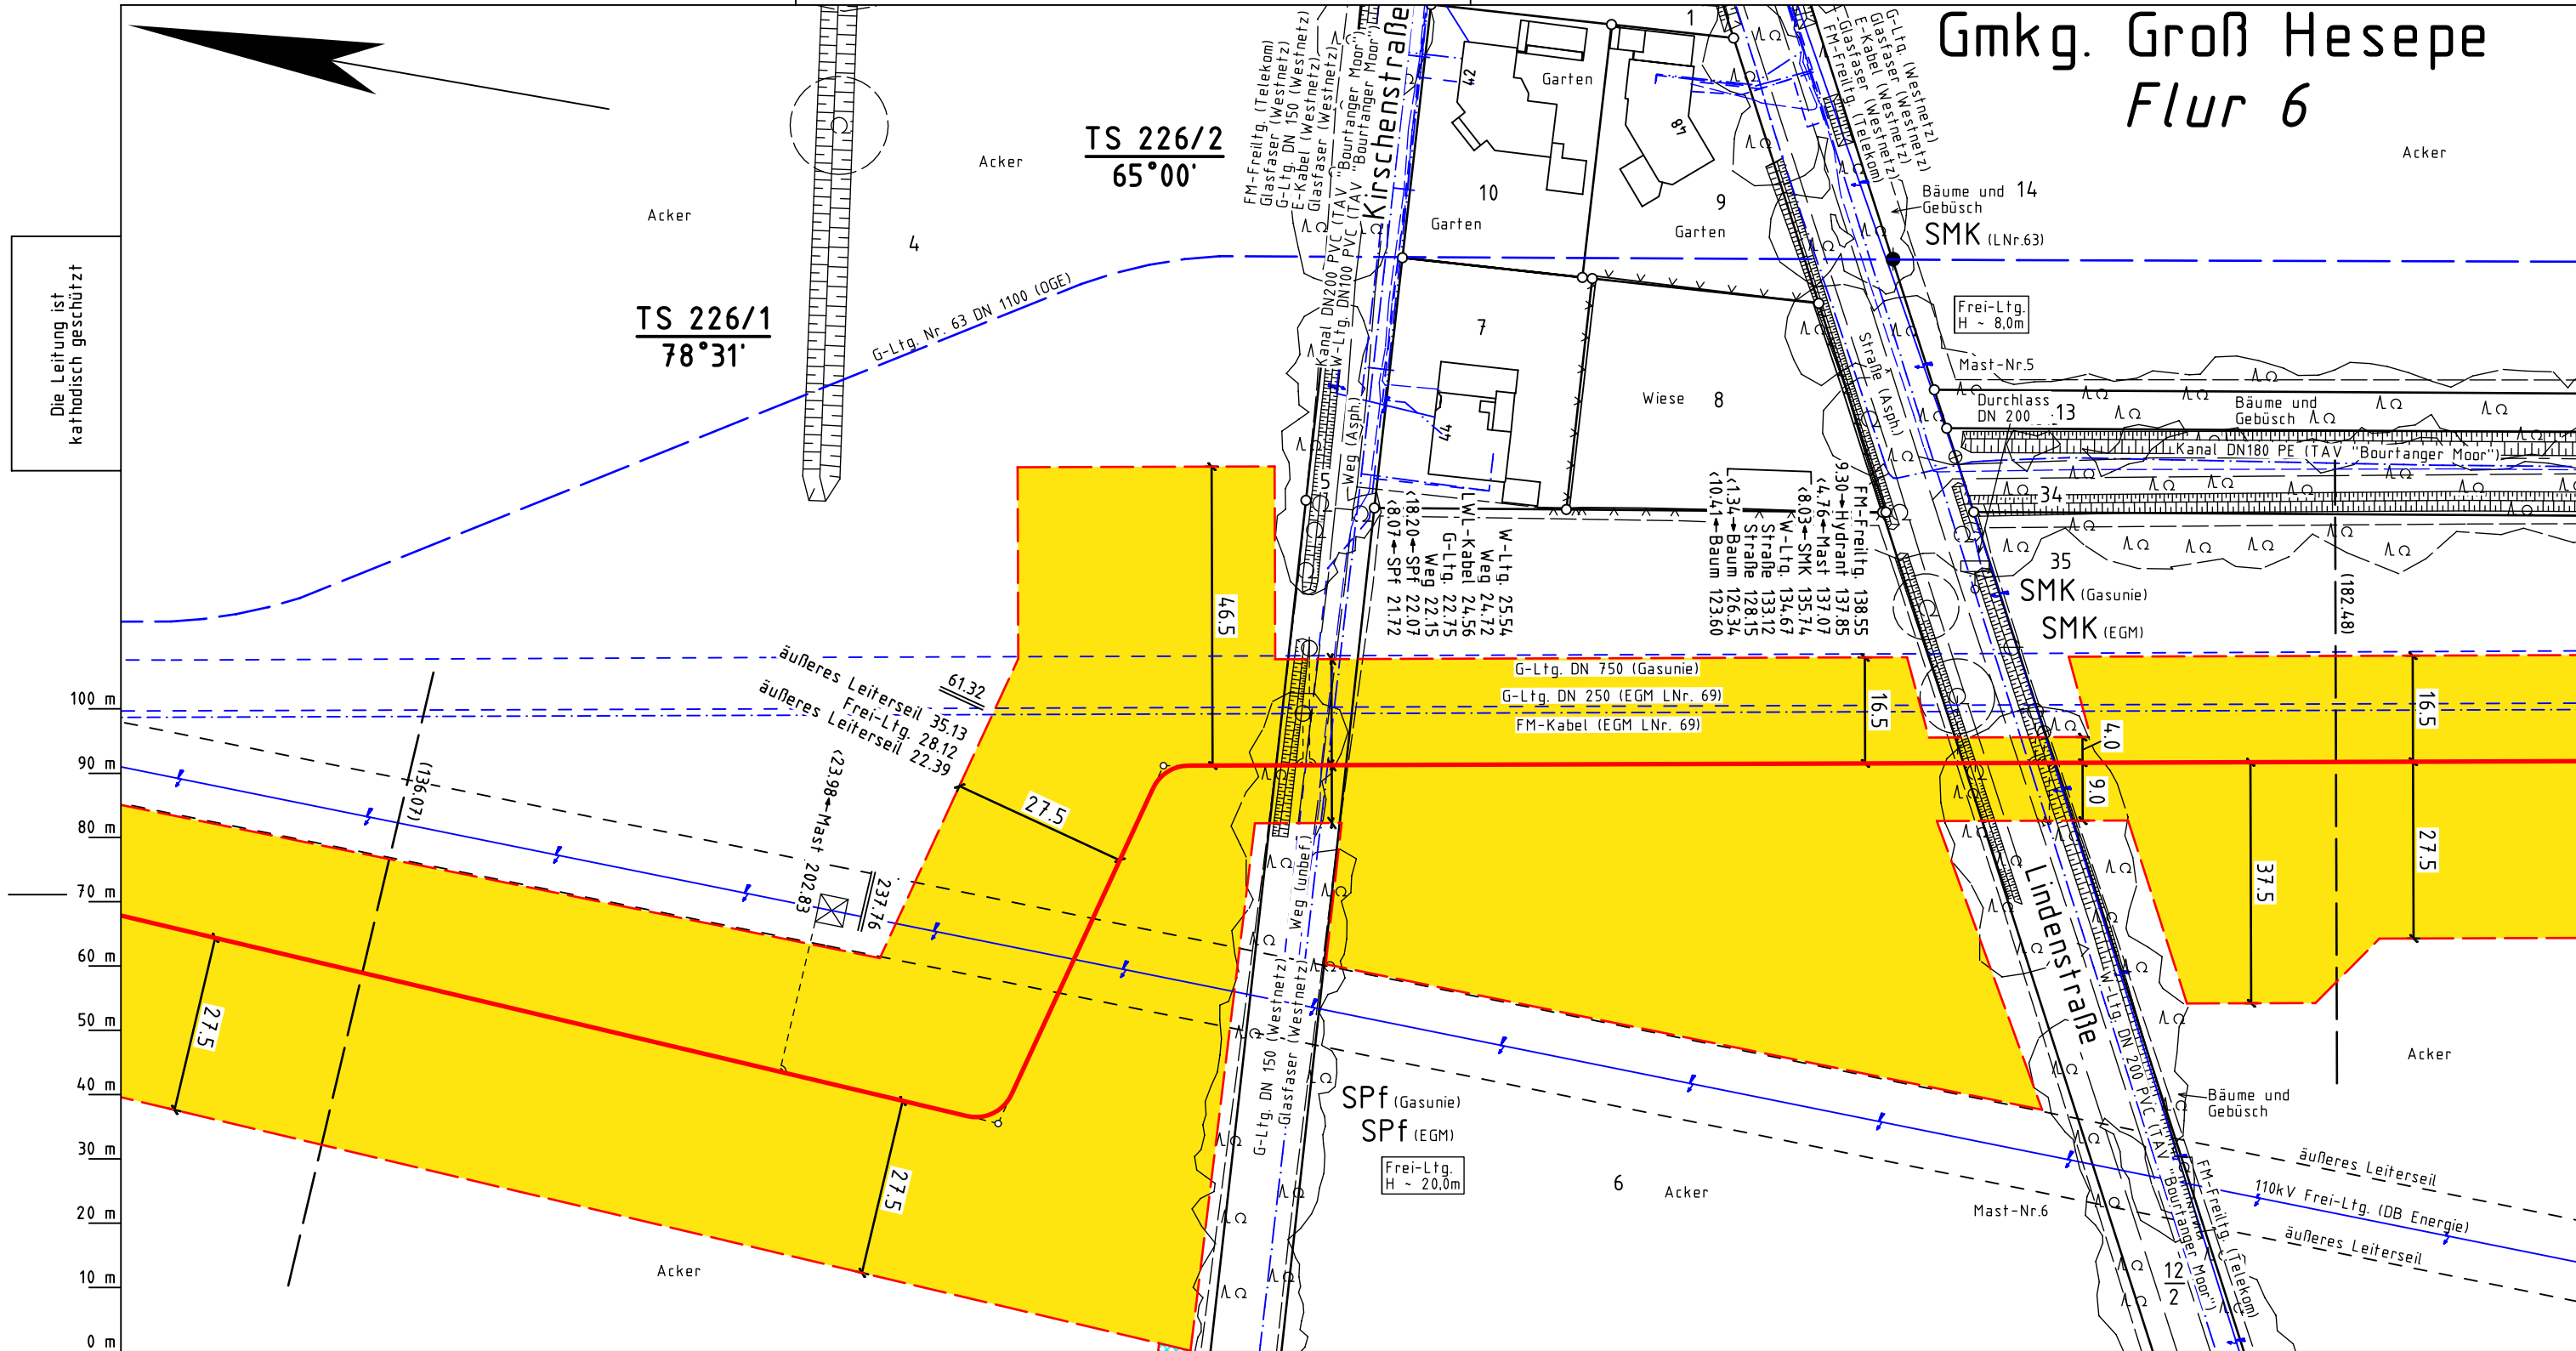 Gmkg. Groß Hesepe
Flur 6
Die Leitung ist
kathodisch geschützt
TS 226/1
78°31'
TS 226/2
65°00'
Acker
Acker
4
G-Ltg. Nr. 63 DN 1100 (OGE)
FM-Freiltg. (Telekom)
Glasfaser (Westnetz)
G-Ltg. DN 150 (Westnetz)
E-Kabel (Westnetz)
Glasfaser (Westnetz)
Kanal DN200 PVC (TAV "Bourtanger Moor")
W-Ltg. DN100 PVC (TAV "Bourtanger Moor")
Kirschenstraße
Weg (Asph.)
5
42
Garten
10
Garten
1
48
9
Garten
7
44
Wiese
8
G-Ltg. (Westnetz)
Glasfaser (Westnetz)
E-Kabel (Westnetz)
Glasfaser (Westnetz)
FM-Freiltg. (Telekom)
Acker
Bäume und
Gebüsch
14
SMK (LNr.63)
Frei-Ltg.
H ~ 8,0m
Mast-Nr.5
Straße (Asph.)
Durchlass
DN 200
13
Bäume und
Gebüsch
Kanal DN180 PE (TAV "Bourtanger Moor")
34
35
SMK (Gasunie)
SMK (EGM)
(182.48)
W-Ltg. 25.54
Weg 24.72
LWL-Kabel 24.56
G-Ltg. 22.75
Weg 22.15
<18.20 SPf 22.07
<8.07 SPf 21.72
FM-Freiltg. 138.55
9.30 Hydrant 137.85
<4.76 Mast 137.07
<8.03 SMK 135.74
W-Ltg. 134.67
Straße 133.12
Straße 128.15
<1.34 Baum 126.34
<10.41 Baum 123.60
46.5
61.32
äußeres Leiterseil 35.13
Frei-Ltg. 28.12
äußeres Leiterseil 22.39
G-Ltg. DN 750 (Gasunie)
G-Ltg. DN 250 (EGM LNr. 69)
FM-Kabel (EGM LNr. 69)
16.5
4.0
9.0
16.5
27.5
37.5
(136.07)
<23.98 Mast 202.83
237.76
27.5
27.5
27.5
100 m
90 m
80 m
70 m
60 m
50 m
40 m
30 m
20 m
10 m
0 m
Weg (unbef.)
G-Ltg. DN 150 (Westnetz)
Glasfaser (Westnetz)
SPf (Gasunie)
SPf (EGM)
Frei-Ltg.
H ~ 20,0m
6
Acker
Acker
Mast-Nr.6
Lindenstraße
W-Ltg. DN 200 PVC (TAV "Bourtanger Moor")
FM-Freiltg. (Telekom)
Acker
Bäume und
Gebüsch
äußeres Leiterseil
110kV Frei-Ltg. (DB Energie)
äußeres Leiterseil
12
2